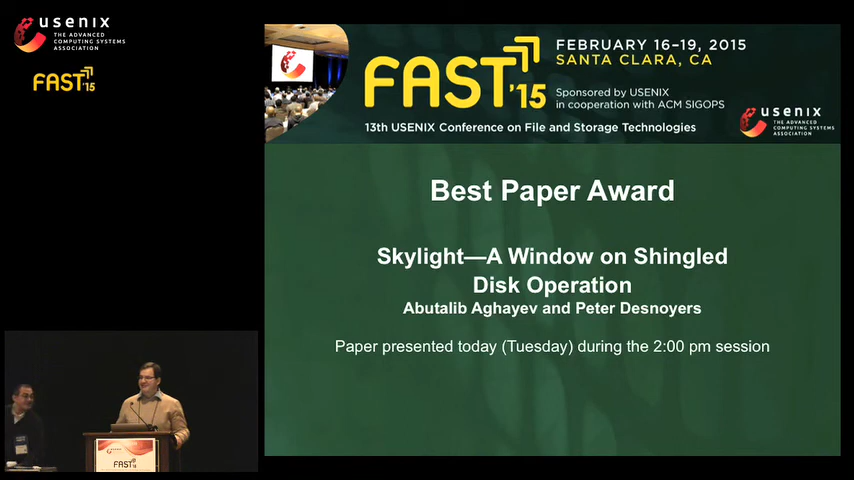 usenix
THE ADVANCED
COMPUTING SYSTEMS
ASSOCIATION
FAST'15
FAST'15
FEBRUARY 16–19, 2015
SANTA CLARA, CA
Sponsored by USENIX
in cooperation with ACM SIGOPS
13th USENIX Conference on File and Storage Technologies
usenix
THE ADVANCED
COMPUTING SYSTEMS
ASSOCIATION
Best Paper Award
Skylight—A Window on Shingled
Disk Operation
Abutalib Aghayev and Peter Desnoyers
Paper presented today (Tuesday) during the 2:00 pm session
FAST'15